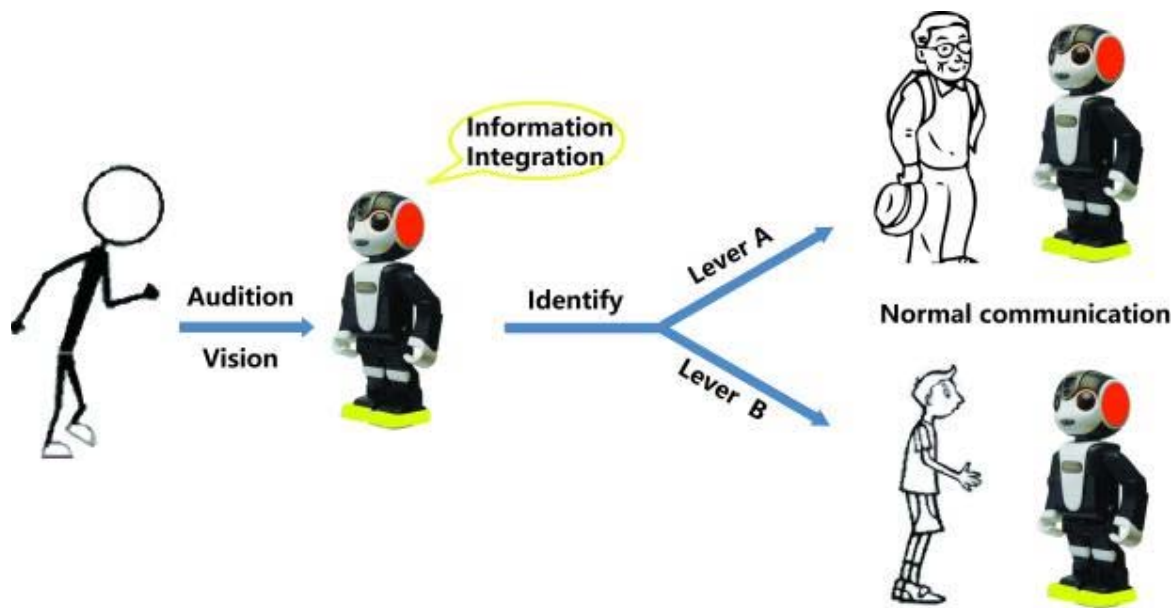 Information
Integration
Audition
Vision
Identify
Lever A
Lever B
Normal communication